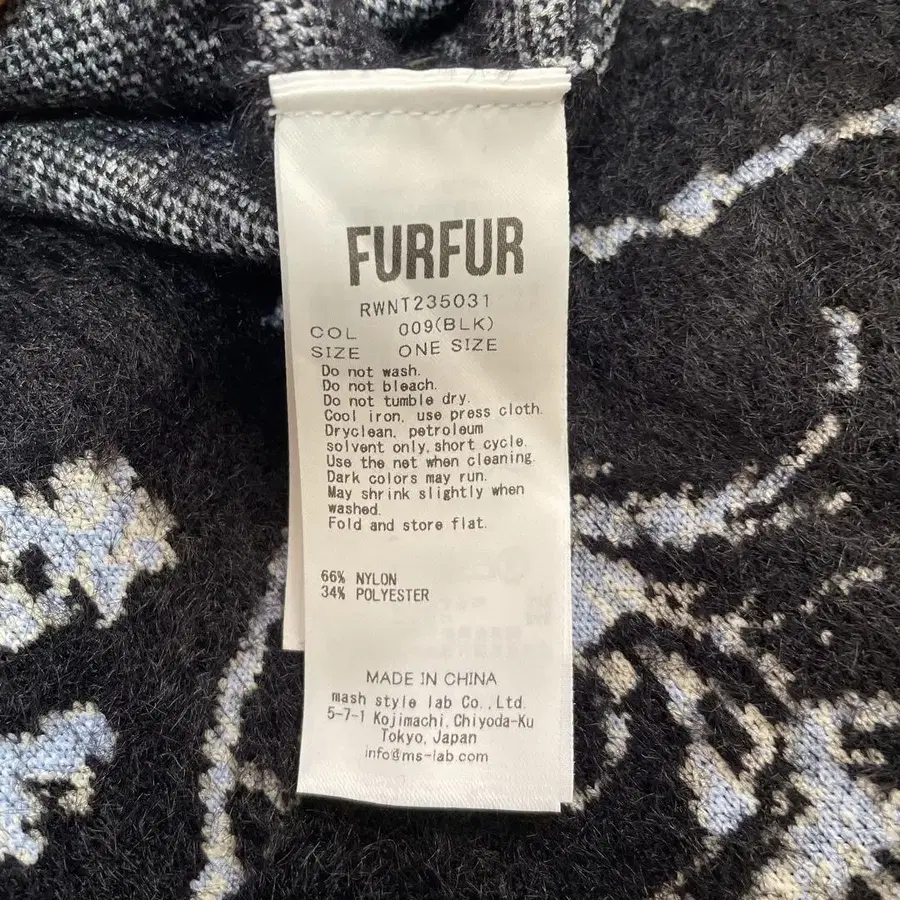 FURFUR
RWNT235031
COL 009(BLK)
SIZE ONE SIZE
Do not wash.
Do not bleach.
Do not tumble dry.
Cool iron, use press cloth.
Dryclean, petroleum
solvent only, short cycle.
Use the net when cleaning.
Dark colors may run.
May shrink slightly when
washed.
Fold and store flat.
66% NYLON
34% POLYESTER
MADE IN CHINA
mash style lab Co., Ltd.
5-7-1 Kojimachi, Chiyoda-Ku
Tokyo, Japan
info@ms-lab.com